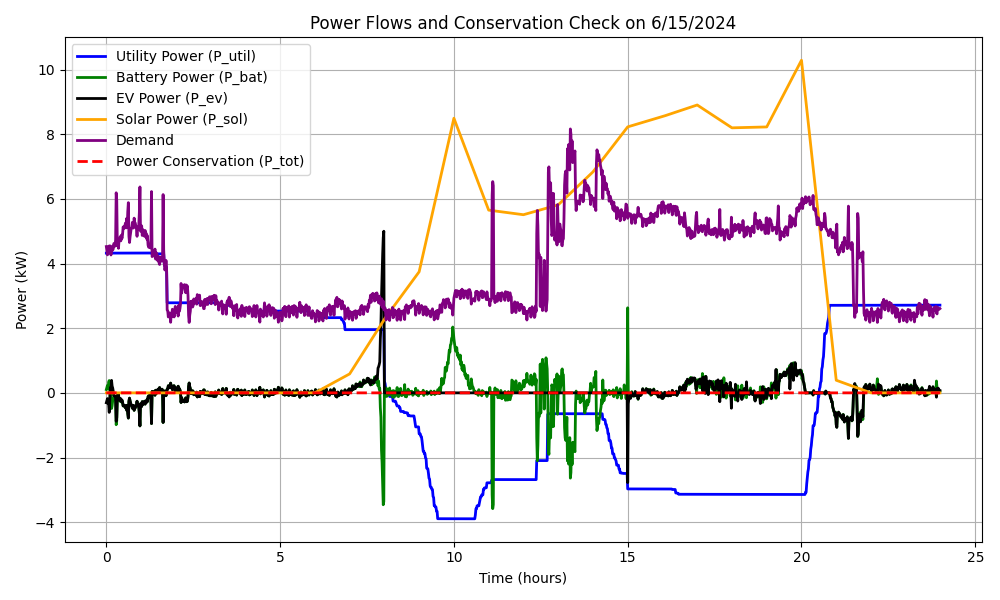 Power Flows and Conservation Check on 6/15/2024
Utility Power (P_util)
Battery Power (P_bat)
EV Power (P_ev)
Solar Power (P_sol)
Demand
Power Conservation (P_tot)
Power (kW)
10
8
6
4
2
0
−2
−4
0 5 10 15 20 25
Time (hours)